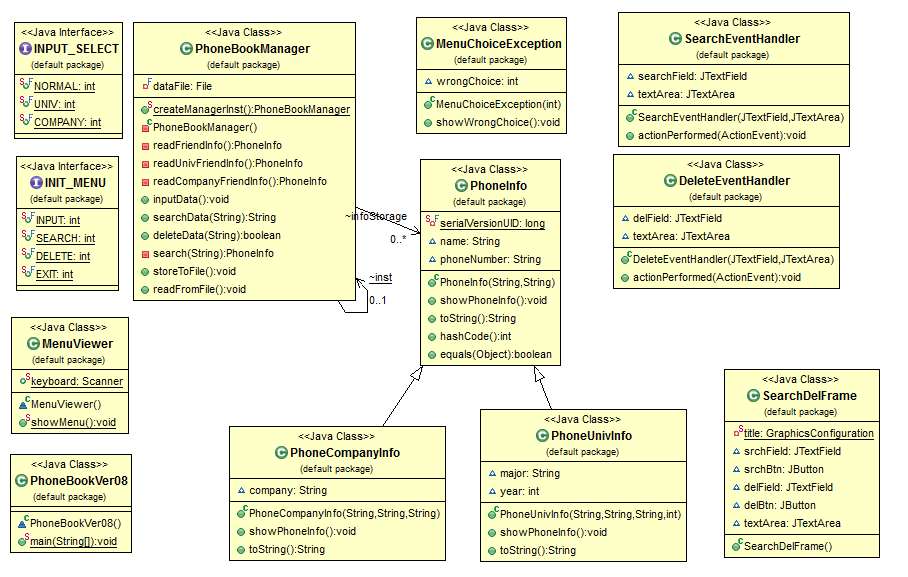 <<Java Interface>>
INPUT_SELECT
(default package)
NORMAL: int
UNIV: int
COMPANY: int
<<Java Interface>>
INIT_MENU
(default package)
INPUT: int
SEARCH: int
DELETE: int
EXIT: int
<<Java Class>>
MenuViewer
(default package)
keyboard: Scanner
MenuViewer()
showMenu():void
<<Java Class>>
PhoneBookVer08
(default package)
PhoneBookVer08()
main(String[]):void
<<Java Class>>
PhoneBookManager
(default package)
dataFile: File
createManagerInst():PhoneBookManager
PhoneBookManager()
readFriendInfo():PhoneInfo
readUnivFriendInfo():PhoneInfo
readCompanyFriendInfo():PhoneInfo
inputData():void
searchData(String):String
deleteData(String):boolean
search(String):PhoneInfo
storeToFile():void
readFromFile():void
~infoStorage
0..*
~inst
0..1
<<Java Class>>
MenuChoiceException
(default package)
wrongChoice: int
MenuChoiceException(int)
showWrongChoice():void
<<Java Class>>
PhoneInfo
(default package)
serialVersionUID: long
name: String
phoneNumber: String
PhoneInfo(String,String)
showPhoneInfo():void
toString():String
hashCode():int
equals(Object):boolean
<<Java Class>>
PhoneCompanyInfo
(default package)
company: String
PhoneCompanyInfo(String,String,String)
showPhoneInfo():void
toString():String
<<Java Class>>
PhoneUnivInfo
(default package)
major: String
year: int
PhoneUnivInfo(String,String,String,int)
showPhoneInfo():void
toString():String
<<Java Class>>
SearchEventHandler
(default package)
searchField: JTextField
textArea: JTextArea
SearchEventHandler(JTextField,JTextArea)
actionPerformed(ActionEvent):void
<<Java Class>>
DeleteEventHandler
(default package)
delField: JTextField
textArea: JTextArea
DeleteEventHandler(JTextField,JTextArea)
actionPerformed(ActionEvent):void
<<Java Class>>
SearchDelFrame
(default package)
title: GraphicsConfiguration
srchField: JTextField
srchBtn: JButton
delField: JTextField
delBtn: JButton
textArea: JTextArea
SearchDelFrame()